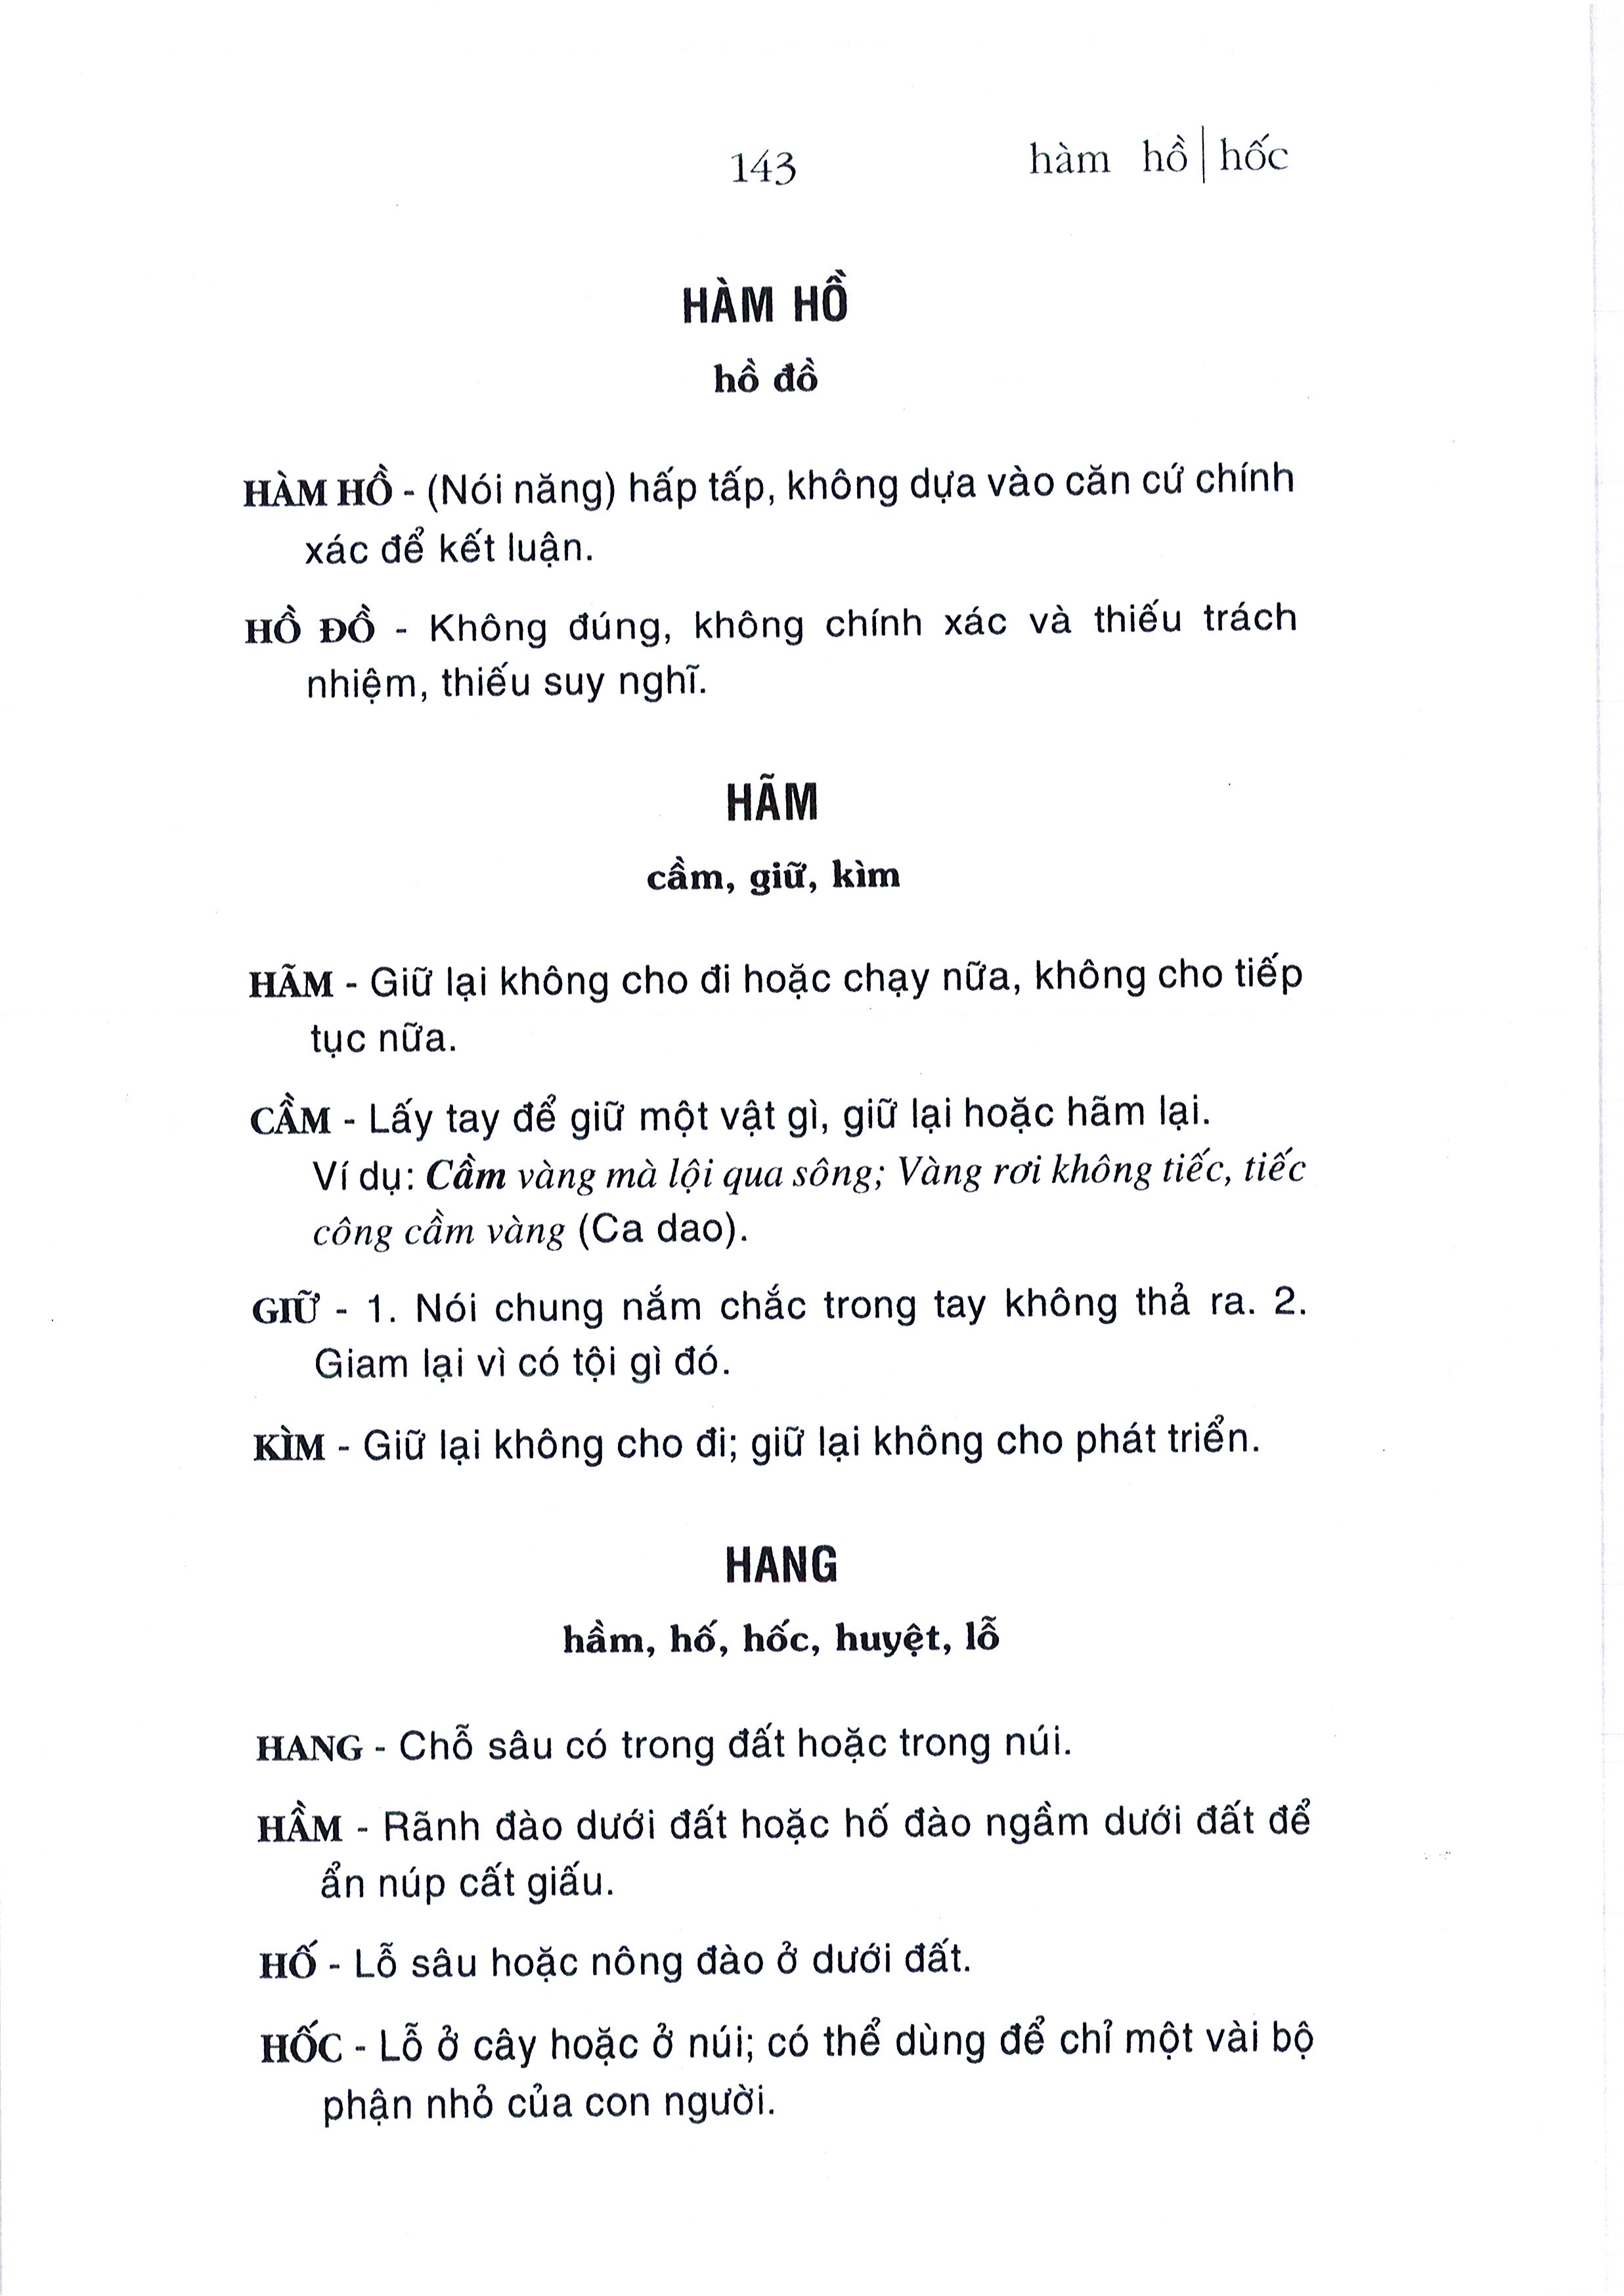 143
hàm hồ | hốc
HÀM HỒ
hồ đồ
HÀM HỒ - (Nói năng) hấp tấp, không dựa vào căn cứ chính
xác để kết luận.
HỒ ĐỒ - Không đúng, không chính xác và thiếu trách
nhiệm, thiếu suy nghĩ.
HÃM
cầm, giữ, kìm
HÃM - Giữ lại không cho đi hoặc chạy nữa, không cho tiếp
tục nữa.
CẦM - Lấy tay để giữ một vật gì, giữ lại hoặc hãm lại.
Ví dụ: Cầm vàng mà lội qua sông; Vàng rơi không tiếc, tiếc
công cầm vàng (Ca dao).
GIỮ - 1. Nói chung nắm chắc trong tay không thả ra. 2.
Giam lại vì có tội gì đó.
KÌM - Giữ lại không cho đi; giữ lại không cho phát triển.
HANG
hầm, hố, hốc, huyệt, lỗ
HANG - Chỗ sâu có trong đất hoặc trong núi.
HẦM - Rãnh đào dưới đất hoặc hố đào ngầm dưới đất để
ẩn núp cất giấu.
HỐ - Lỗ sâu hoặc nông đào ở dưới đất.
HỐC - Lỗ ở cây hoặc ở núi; có thể dùng để chỉ một vài bộ
phận nhỏ của con người.